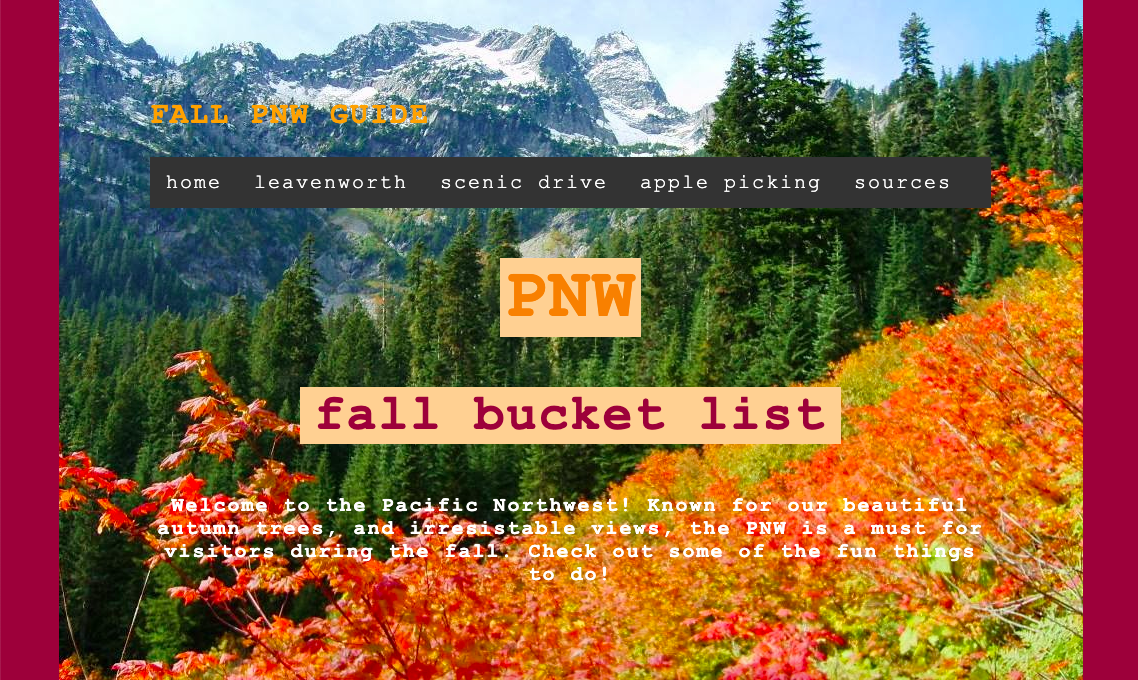 FALL PNW GUIDE
home leavenworth scenic drive apple picking sources
PNW
fall bucket list
Welcome to the Pacific Northwest! Known for our beautiful
autumn trees, and irresistable views, the PNW is a must for
visitors during the fall. Check out some of the fun things
to do!